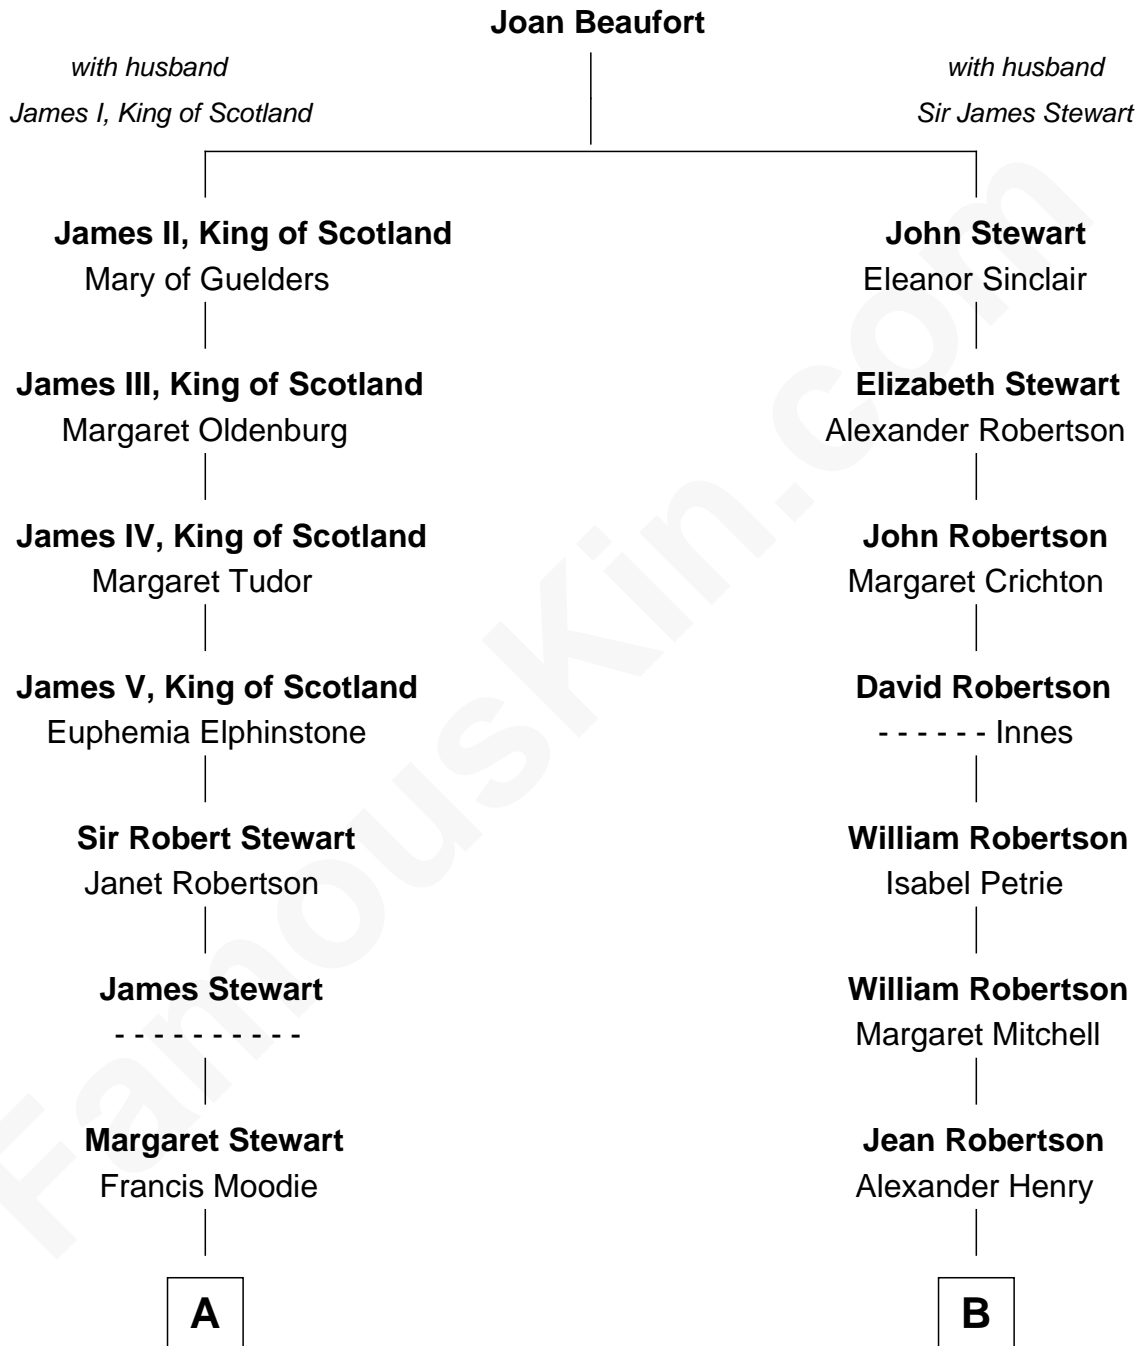 Joan Beaufort
with husband
James I, King of Scotland
with husband
Sir James Stewart
James II, King of Scotland
Mary of Guelders
John Stewart
Eleanor Sinclair
James III, King of Scotland
Margaret Oldenburg
Elizabeth Stewart
Alexander Robertson
James IV, King of Scotland
Margaret Tudor
John Robertson
Margaret Crichton
James V, King of Scotland
Euphemia Elphinstone
David Robertson
- - - - - - Innes
Sir Robert Stewart
Janet Robertson
William Robertson
Isabel Petrie
James Stewart
- - - - - - - - - -
William Robertson
Margaret Mitchell
Margaret Stewart
Francis Moodie
Jean Robertson
Alexander Henry
A
B
FamousKin.com